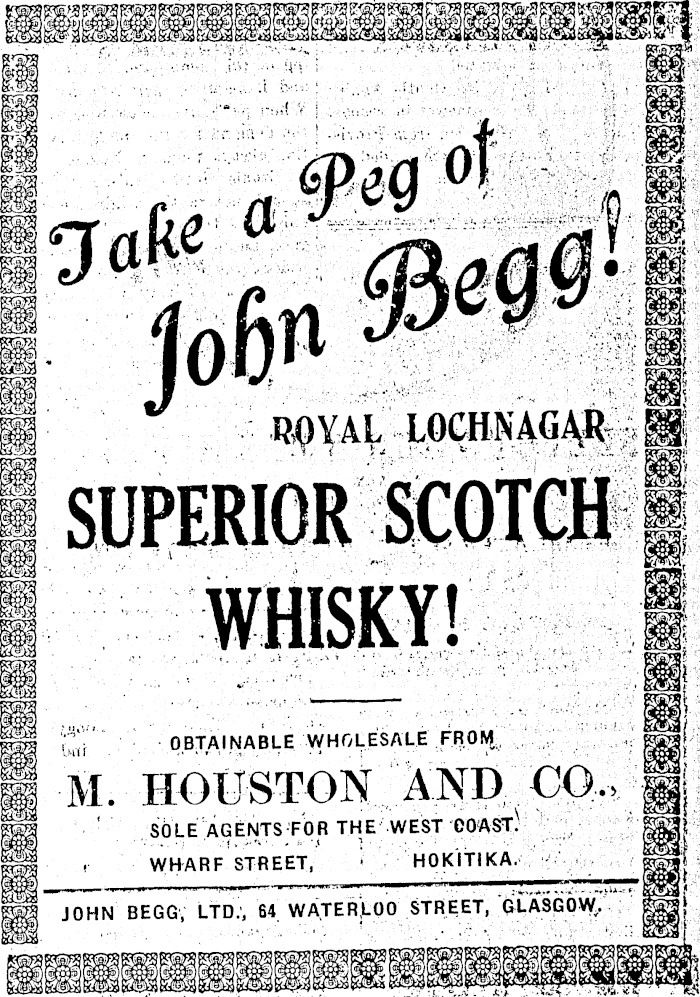 Take a Peg of
John Begg!
ROYAL LOCHNAGAR
SUPERIOR SCOTCH
WHISKY!
OBTAINABLE WHOLESALE FROM
M. HOUSTON AND CO.,
SOLE AGENTS FOR THE WEST COAST.
WHARF STREET, HOKITIKA.
JOHN BEGG, LTD., 64 WATERLOO STREET, GLASGOW.